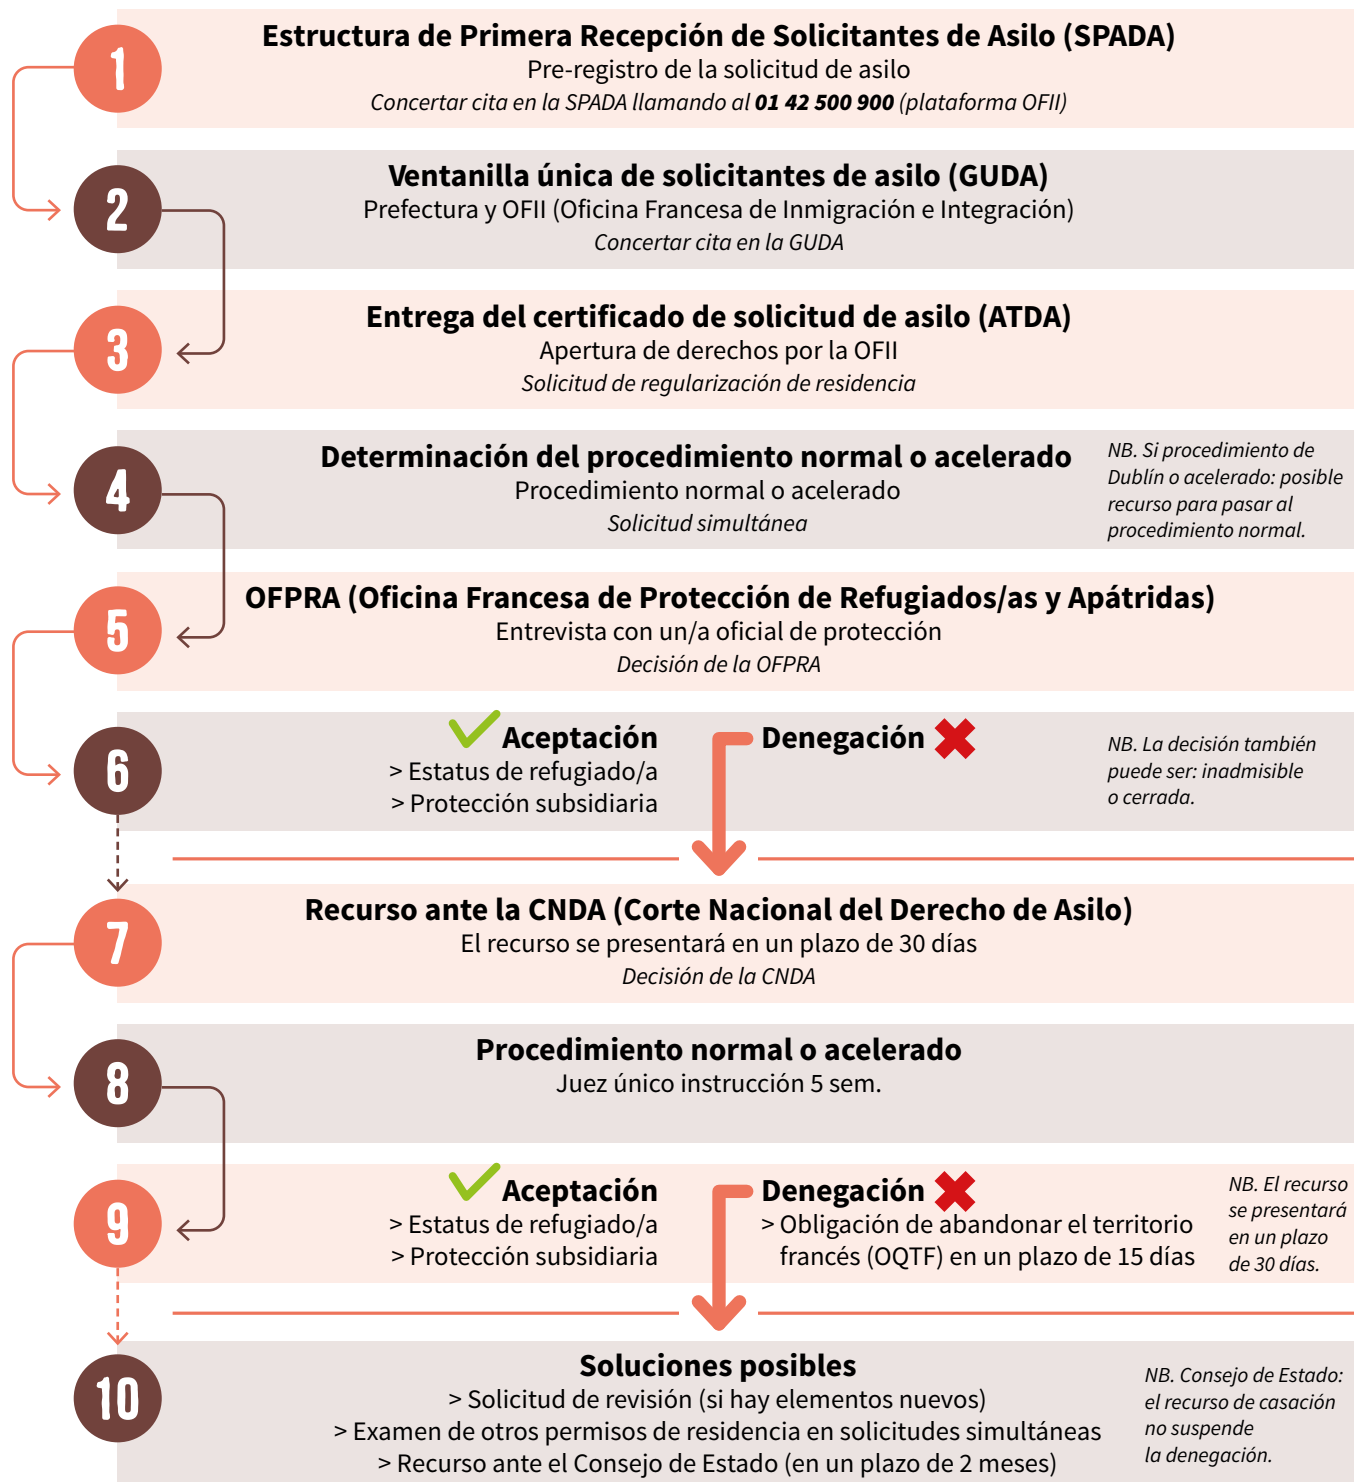 1
Estructura de Primera Recepción de Solicitantes de Asilo (SPADA)
Pre-registro de la solicitud de asilo
Concertar cita en la SPADA llamando al 01 42 500 900 (plataforma OFII)
2
Ventanilla única de solicitantes de asilo (GUDA)
Prefectura y OFII (Oficina Francesa de Inmigración e Integración)
Concertar cita en la GUDA
3
Entrega del certificado de solicitud de asilo (ATDA)
Apertura de derechos por la OFII
Solicitud de regularización de residencia
4
Determinación del procedimiento normal o acelerado
Procedimiento normal o acelerado
Solicitud simultánea
NB. Si procedimiento de
Dublín o acelerado: posible
recurso para pasar al
procedimiento normal.
5
OFPRA (Oficina Francesa de Protección de Refugiados/as y Apátridas)
Entrevista con un/a oficial de protección
Decisión de la OFPRA
6
Aceptación
> Estatus de refugiado/a
> Protección subsidiaria
Denegación
NB. La decisión también
puede ser: inadmisible
o cerrada.
7
Recurso ante la CNDA (Corte Nacional del Derecho de Asilo)
El recurso se presentará en un plazo de 30 días
Decisión de la CNDA
8
Procedimiento normal o acelerado
Juez único instrucción 5 sem.
9
Aceptación
> Estatus de refugiado/a
> Protección subsidiaria
Denegación
> Obligación de abandonar el territorio
francés (OQTF) en un plazo de 15 días
NB. El recurso
se presentará
en un plazo
de 30 días.
10
Soluciones posibles
> Solicitud de revisión (si hay elementos nuevos)
> Examen de otros permisos de residencia en solicitudes simultáneas
> Recurso ante el Consejo de Estado (en un plazo de 2 meses)
NB. Consejo de Estado:
el recurso de casación
no suspende
la denegación.